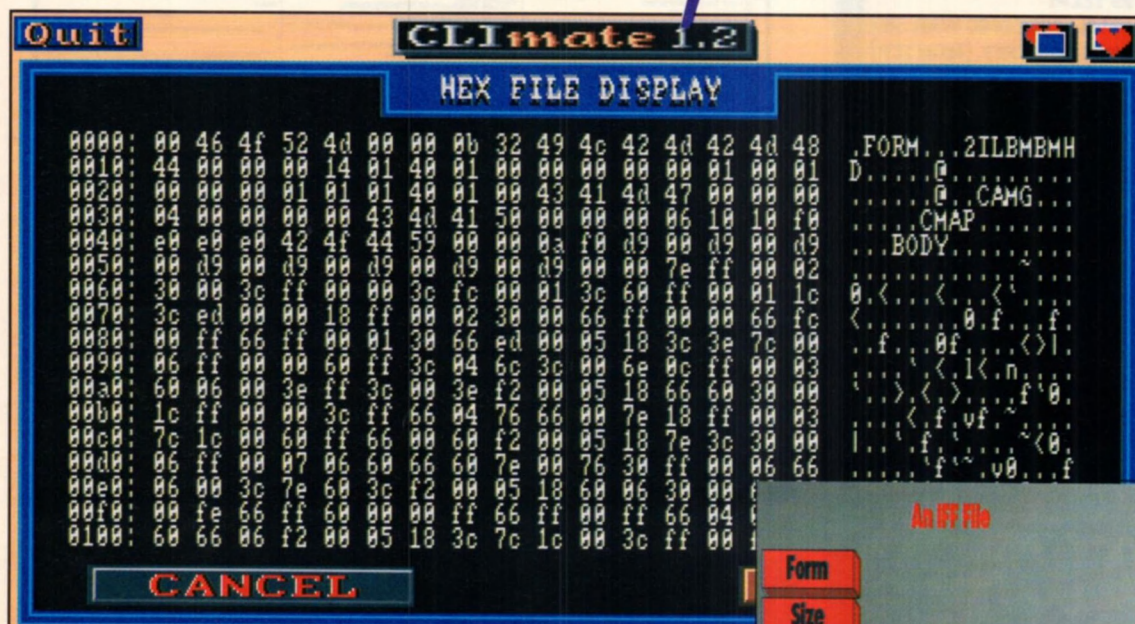 Quit
CLImate 1.2
HEX FILE DISPLAY
0000: 00 46 4f 52 4d 00 00 0b 32 49 4c 42 4d 42 4d 48 .FORM...2ILBMBMH
0010: 44 00 00 00 14 01 40 01 00 00 00 00 00 01 00 01 D.....@.........
0020: 00 00 00 01 01 01 40 01 00 43 41 4d 47 00 00 00 ......@..CAMG...
0030: 04 00 00 00 00 43 4d 41 50 00 00 00 06 10 10 f0 .....CMAP.......
0040: e0 e0 e0 42 4f 44 59 00 00 0a f0 d9 00 d9 00 d9 ...BODY.........
0050: 00 d9 00 d9 00 d9 00 d9 00 d9 00 00 7e ff 00 02 ............~...
0060: 30 00 3c ff 00 00 3c fc 00 01 3c 60 ff 00 01 1c 0.<...<...<`....
0070: 3c ed 00 00 18 ff 00 02 30 00 66 ff 00 00 66 fc <.......0.f...f.
0080: 00 ff 66 ff 00 01 30 66 ed 00 05 18 3c 3e 7c 00 ..f...0f....<>|.
0090: 06 ff 00 00 60 ff 3c 04 6c 3c 00 6e 0c ff 00 03 ....`.<.l<.n....
00a0: 60 06 00 3e ff 3c 00 3e f2 00 05 18 66 60 30 00 `..>.<.>....f`0.
00b0: 1c ff 00 00 3c ff 66 04 76 66 00 7e 18 ff 00 03 ....<.f.vf.~....
00c0: 7c 1c 00 60 ff 66 00 60 f2 00 05 18 7e 3c 30 00 |..`.f.`....~<0.
00d0: 06 ff 00 07 06 60 66 60 7e 00 76 30 ff 00 06 66 .....`f`~.v0...f
00e0: 06 00 3c 7e 60 3c f2 00 05 18 60 06 30 00
00f0: 00 fe 66 ff 60 00 00 ff 66 ff 00 ff 66 04
0100: 60 66 06 f2 00 05 18 3c 7c 1c 00 3c ff 00
CANCEL
An IFF File
Form
Size